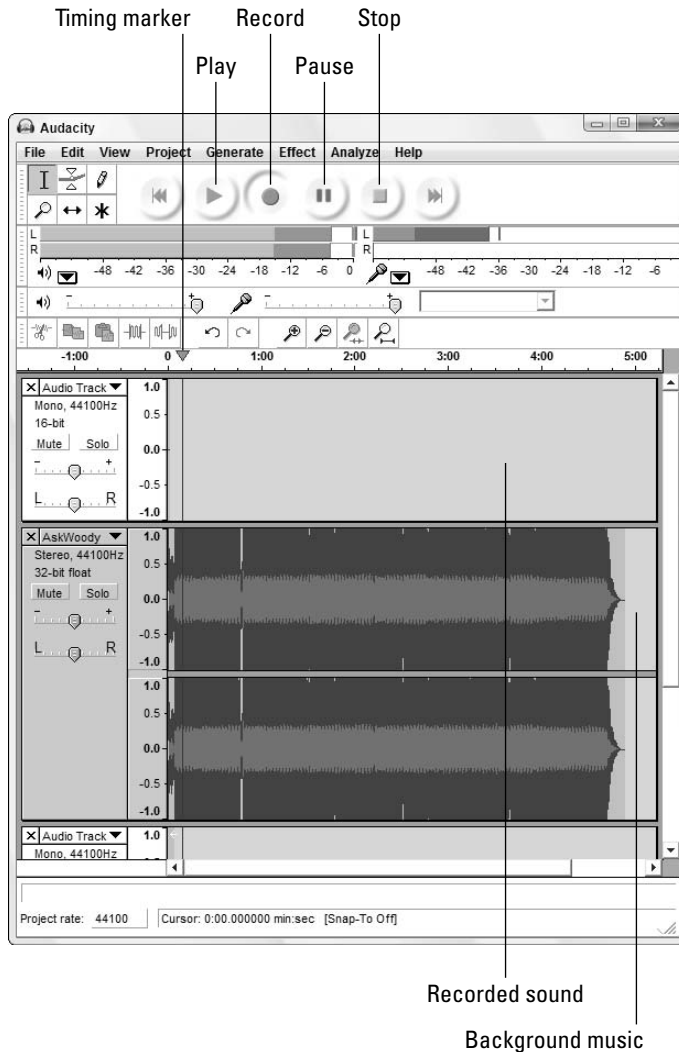 Timing marker Record Stop
Play Pause
Audacity
File Edit View Project Generate Effect Analyze Help
L
R
-48 -42 -36 -30 -24 -18 -12 -6 0
L
R
-48 -42 -36 -30 -24 -18 -12 -6
- +
- +
-1:00 0 1:00 2:00 3:00 4:00 5:00
X Audio Track
Mono, 44100Hz
16-bit
Mute Solo
- +
L R
1.0
0.5
0.0
-0.5
-1.0
X AskWoody
Stereo, 44100Hz
32-bit float
Mute Solo
- +
L R
1.0
0.5
0.0
-0.5
-1.0
1.0
0.5
0.0
-0.5
-1.0
X Audio Track
Mono, 44100Hz
1.0
Project rate: 44100 Cursor: 0:00.000000 min:sec [Snap-To Off]
Recorded sound
Background music